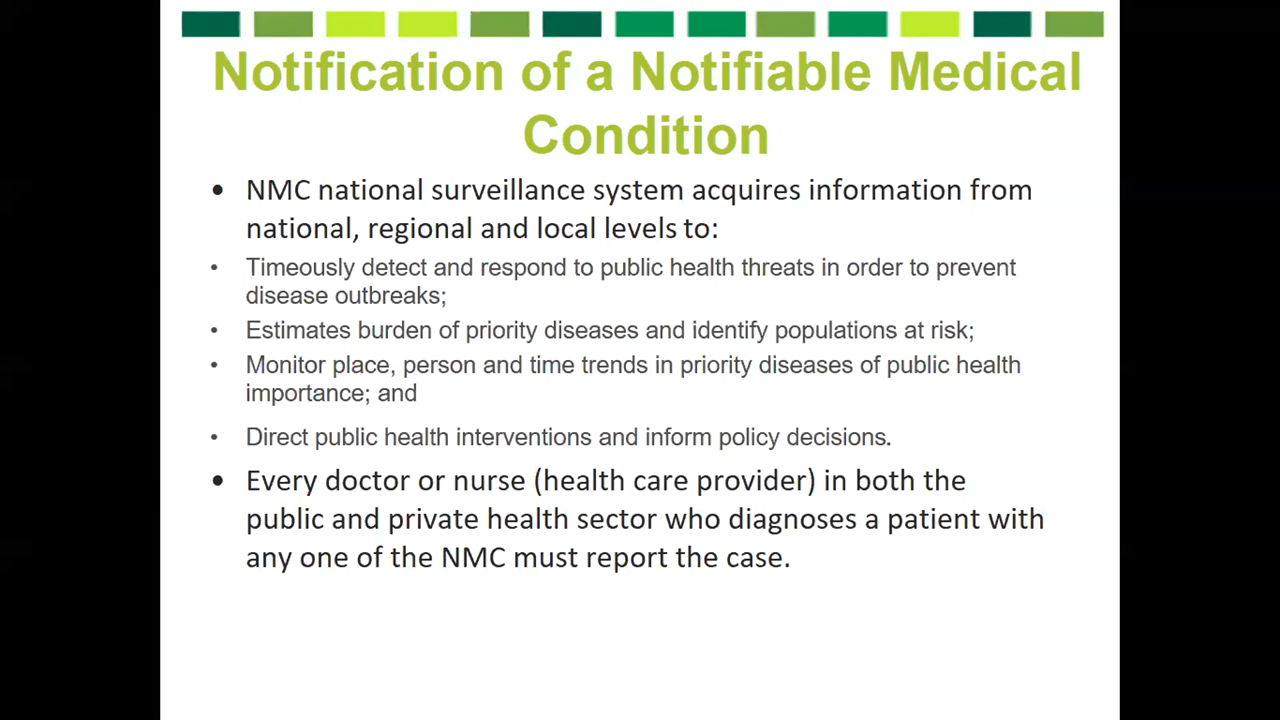 Notification of a Notifiable Medical
Condition
• NMC national surveillance system acquires information from
national, regional and local levels to:
• Timeously detect and respond to public health threats in order to prevent
disease outbreaks;
• Estimates burden of priority diseases and identify populations at risk;
• Monitor place, person and time trends in priority diseases of public health
importance; and
• Direct public health interventions and inform policy decisions.
• Every doctor or nurse (health care provider) in both the
public and private health sector who diagnoses a patient with
any one of the NMC must report the case.